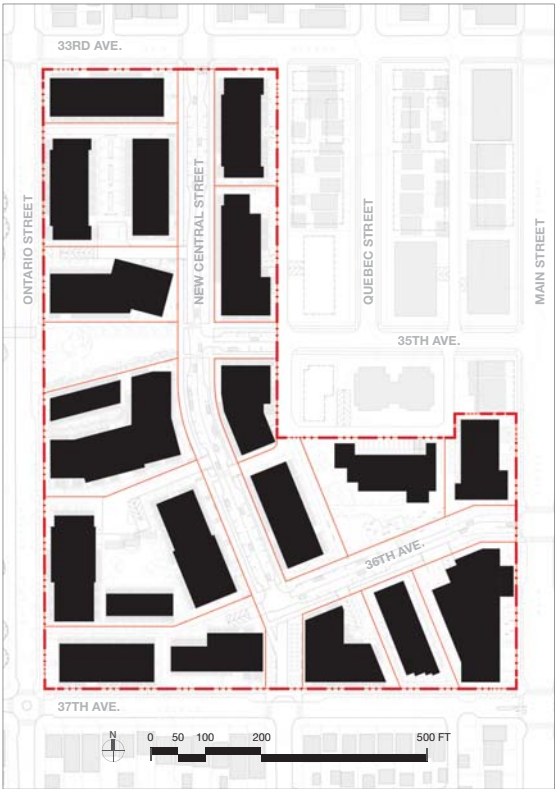 33RD AVE.
ONTARIO STREET
NEW CENTRAL STREET
QUEBEC STREET
MAIN STREET
35TH AVE.
36TH AVE.
37TH AVE.
N
0 50 100 200 500 FT